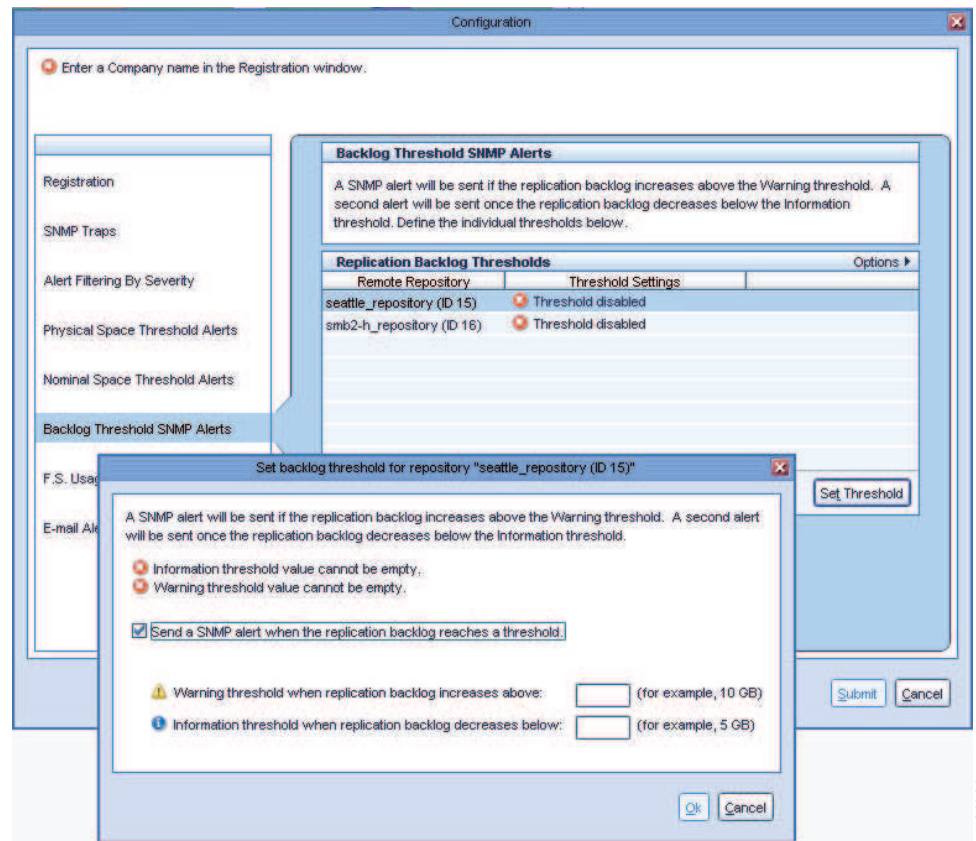 Configuration
Enter a Company name in the Registration window.
Registration
SNMP Traps
Alert Filtering By Severity
Physical Space Threshold Alerts
Nominal Space Threshold Alerts
Backlog Threshold SNMP Alerts
F.S. Usag
E-mail Ale
Backlog Threshold SNMP Alerts
A SNMP alert will be sent if the replication backlog increases above the Warning threshold. A
second alert will be sent once the replication backlog decreases below the Information
threshold. Define the individual thresholds below.
Replication Backlog Thresholds Options
Remote Repository Threshold Settings
seattle_repository (ID 15) Threshold disabled
smb2-h_repository (ID 16) Threshold disabled
Set Threshold
Submit Cancel
Set backlog threshold for repository "seattle_repository (ID 15)"
A SNMP alert will be sent if the replication backlog increases above the Warning threshold. A second alert
will be sent once the replication backlog decreases below the Information threshold.
Information threshold value cannot be empty.
Warning threshold value cannot be empty.
Send a SNMP alert when the replication backlog reaches a threshold.
Warning threshold when replication backlog increases above: (for example, 10 GB)
Information threshold when replication backlog decreases below: (for example, 5 GB)
Ok Cancel